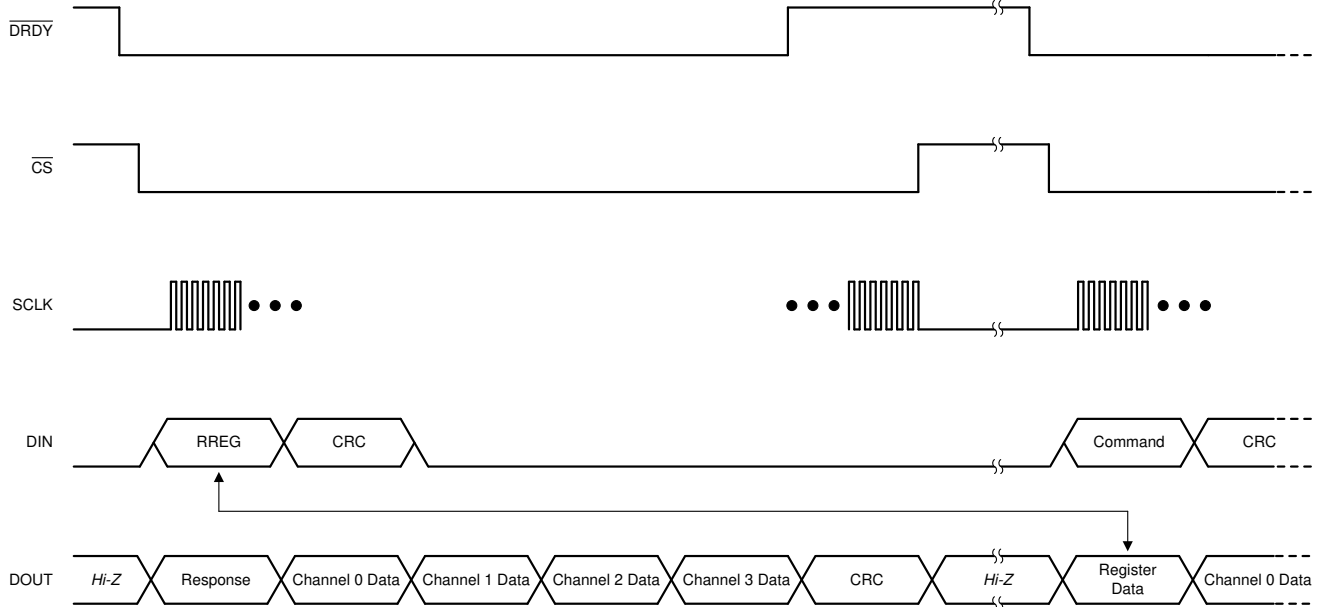 DRDY
CS
SCLK
DIN
RREG
CRC
Command
CRC
DOUT
Hi-Z
Response
Channel 0 Data
Channel 1 Data
Channel 2 Data
Channel 3 Data
CRC
Hi-Z
Register
Data
Channel 0 Data